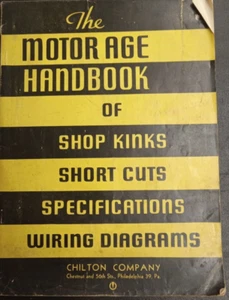 The
MOTOR AGE
HANDBOOK
OF
SHOP KINKS
SHORT CUTS
SPECIFICATIONS
WIRING DIAGRAMS
CHILTON COMPANY
Chestnut and 56th Sts., Philadelphia 39, Pa.